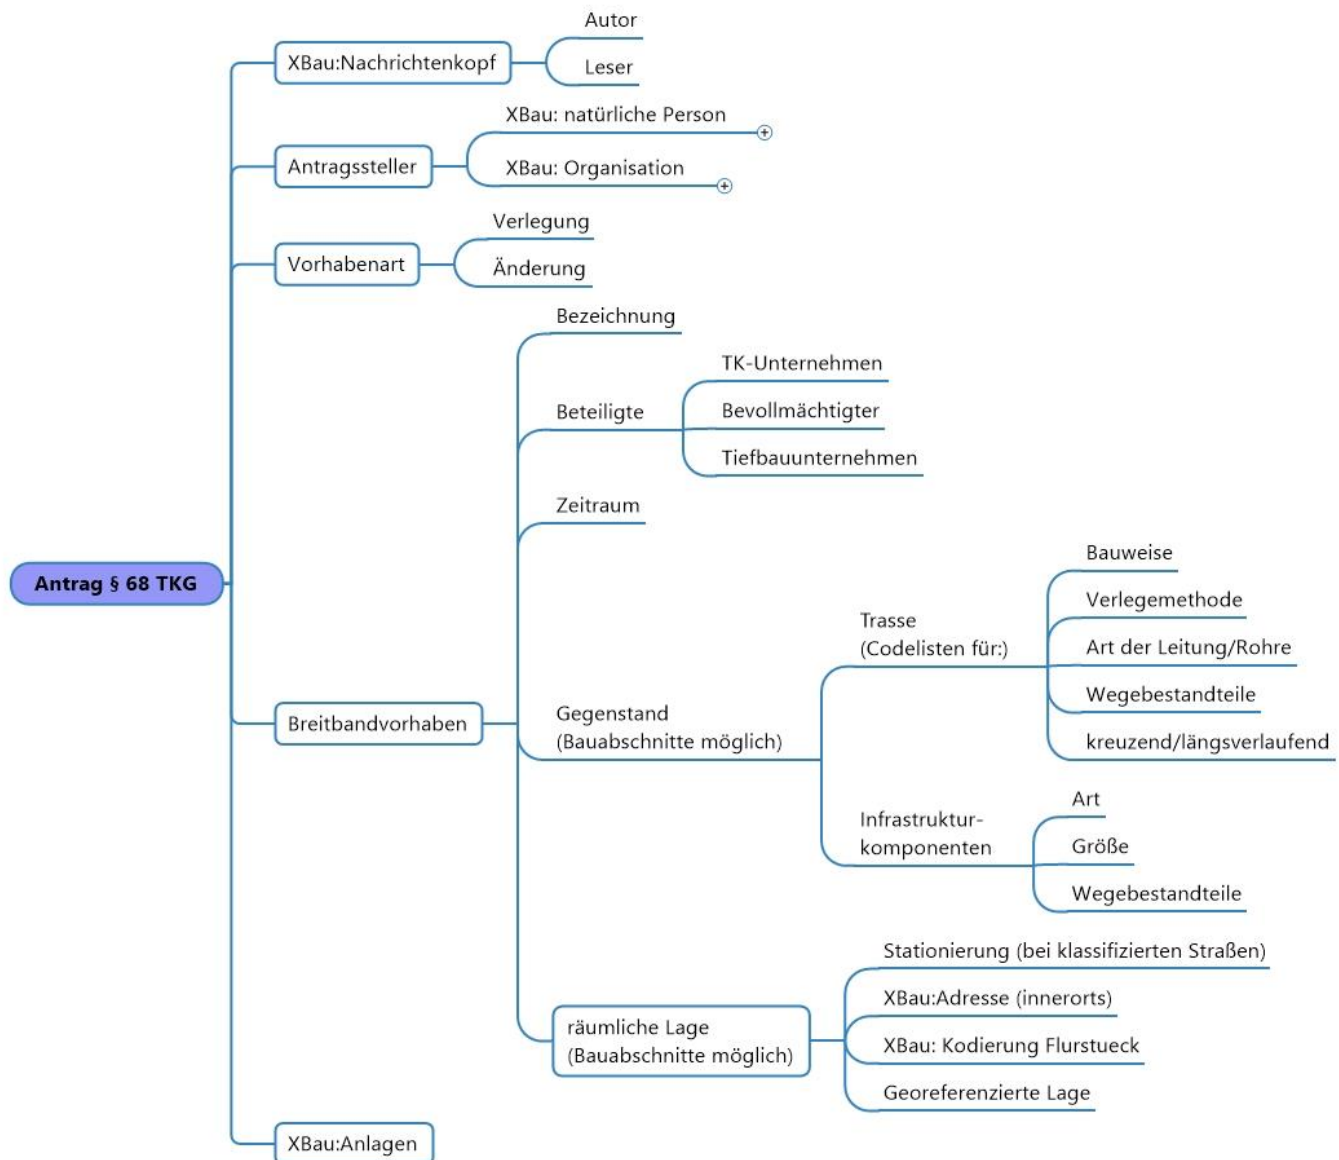 Autor
XBau:Nachrichtenkopf
Leser
XBau: natürliche Person
Antragssteller
XBau: Organisation
Verlegung
Vorhabenart
Änderung
Bezeichnung
TK-Unternehmen
Beteiligte
Bevollmächtigter
Tiefbauunternehmen
Zeitraum
Antrag § 68 TKG
Bauweise
Verlegemethode
Trasse
(Codelisten für:)
Art der Leitung/Rohre
Wegebestandteile
kreuzend/längsverlaufend
Breitbandvorhaben
Gegenstand
(Bauabschnitte möglich)
Art
Infrastruktur-
komponenten
Größe
Wegebestandteile
Stationierung (bei klassifizierten Straßen)
XBau:Adresse (innerorts)
räumliche Lage
(Bauabschnitte möglich)
XBau: Kodierung Flurstueck
Georeferenzierte Lage
XBau:Anlagen